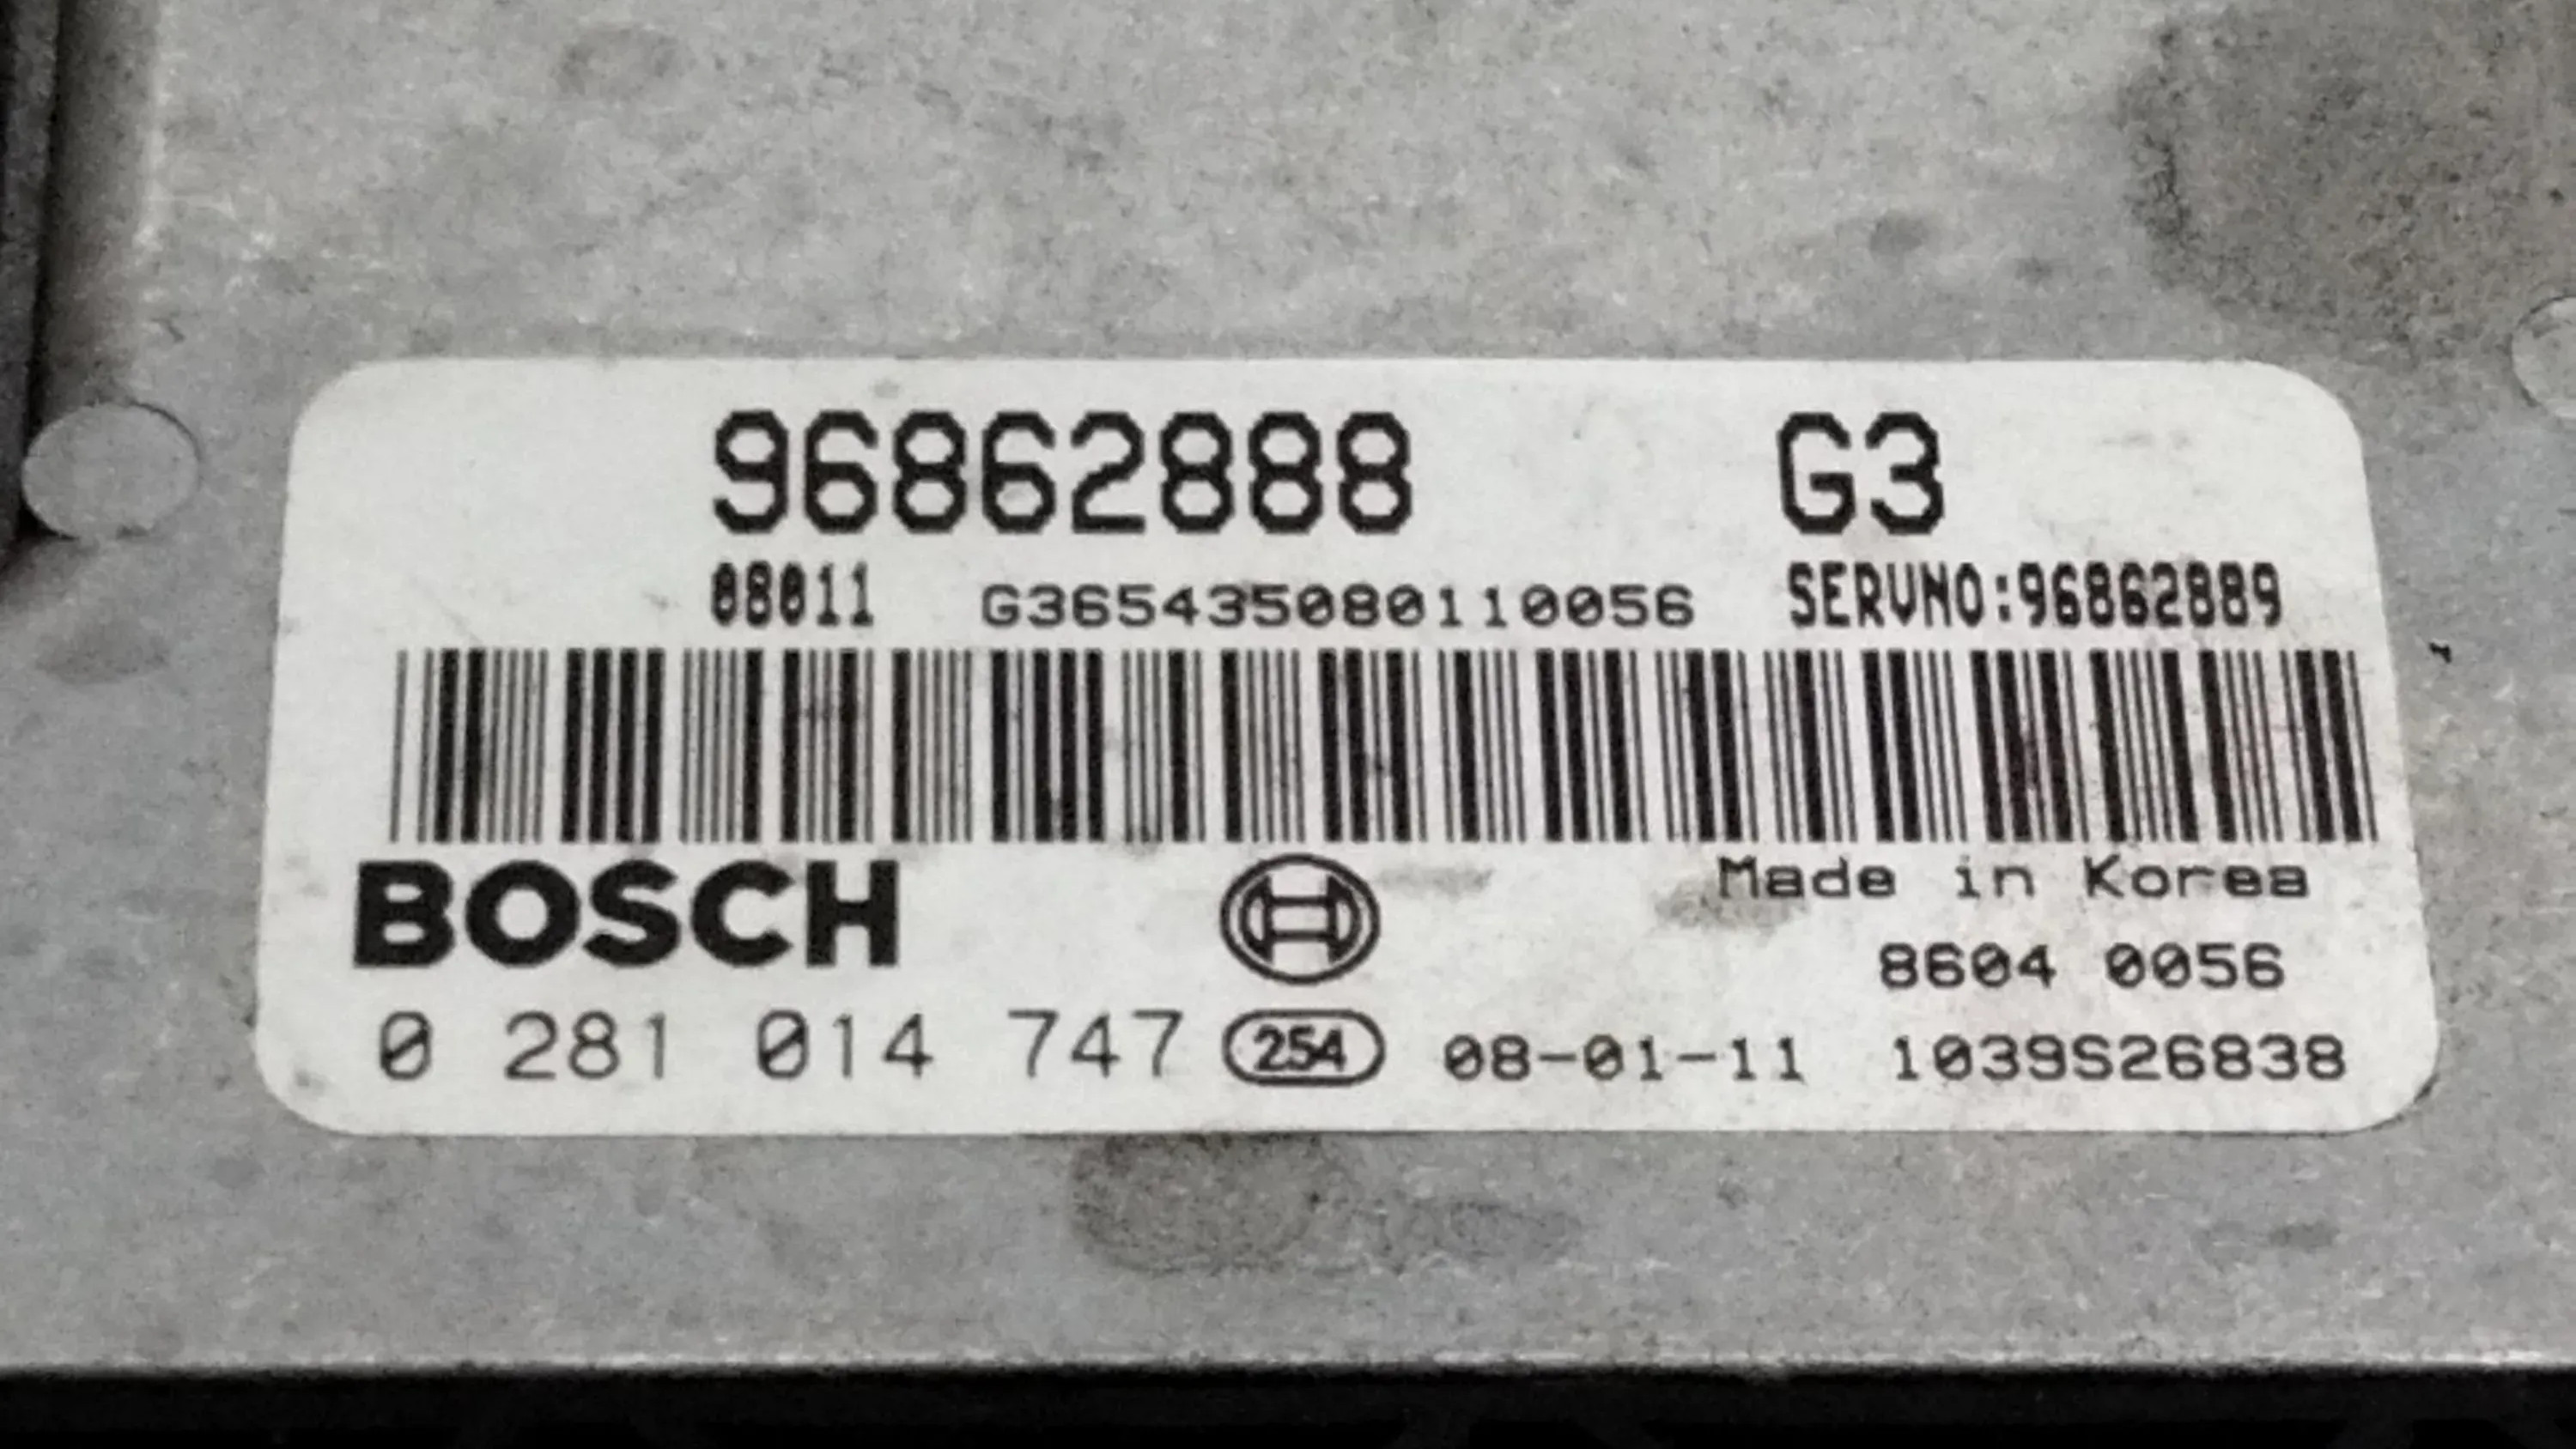 96862888 G3
08011 G365435080110056 SERVNO:96862889
BOSCH
Made in Korea
8604 0056
0 281 014 747 254 08-01-11 1039S26838